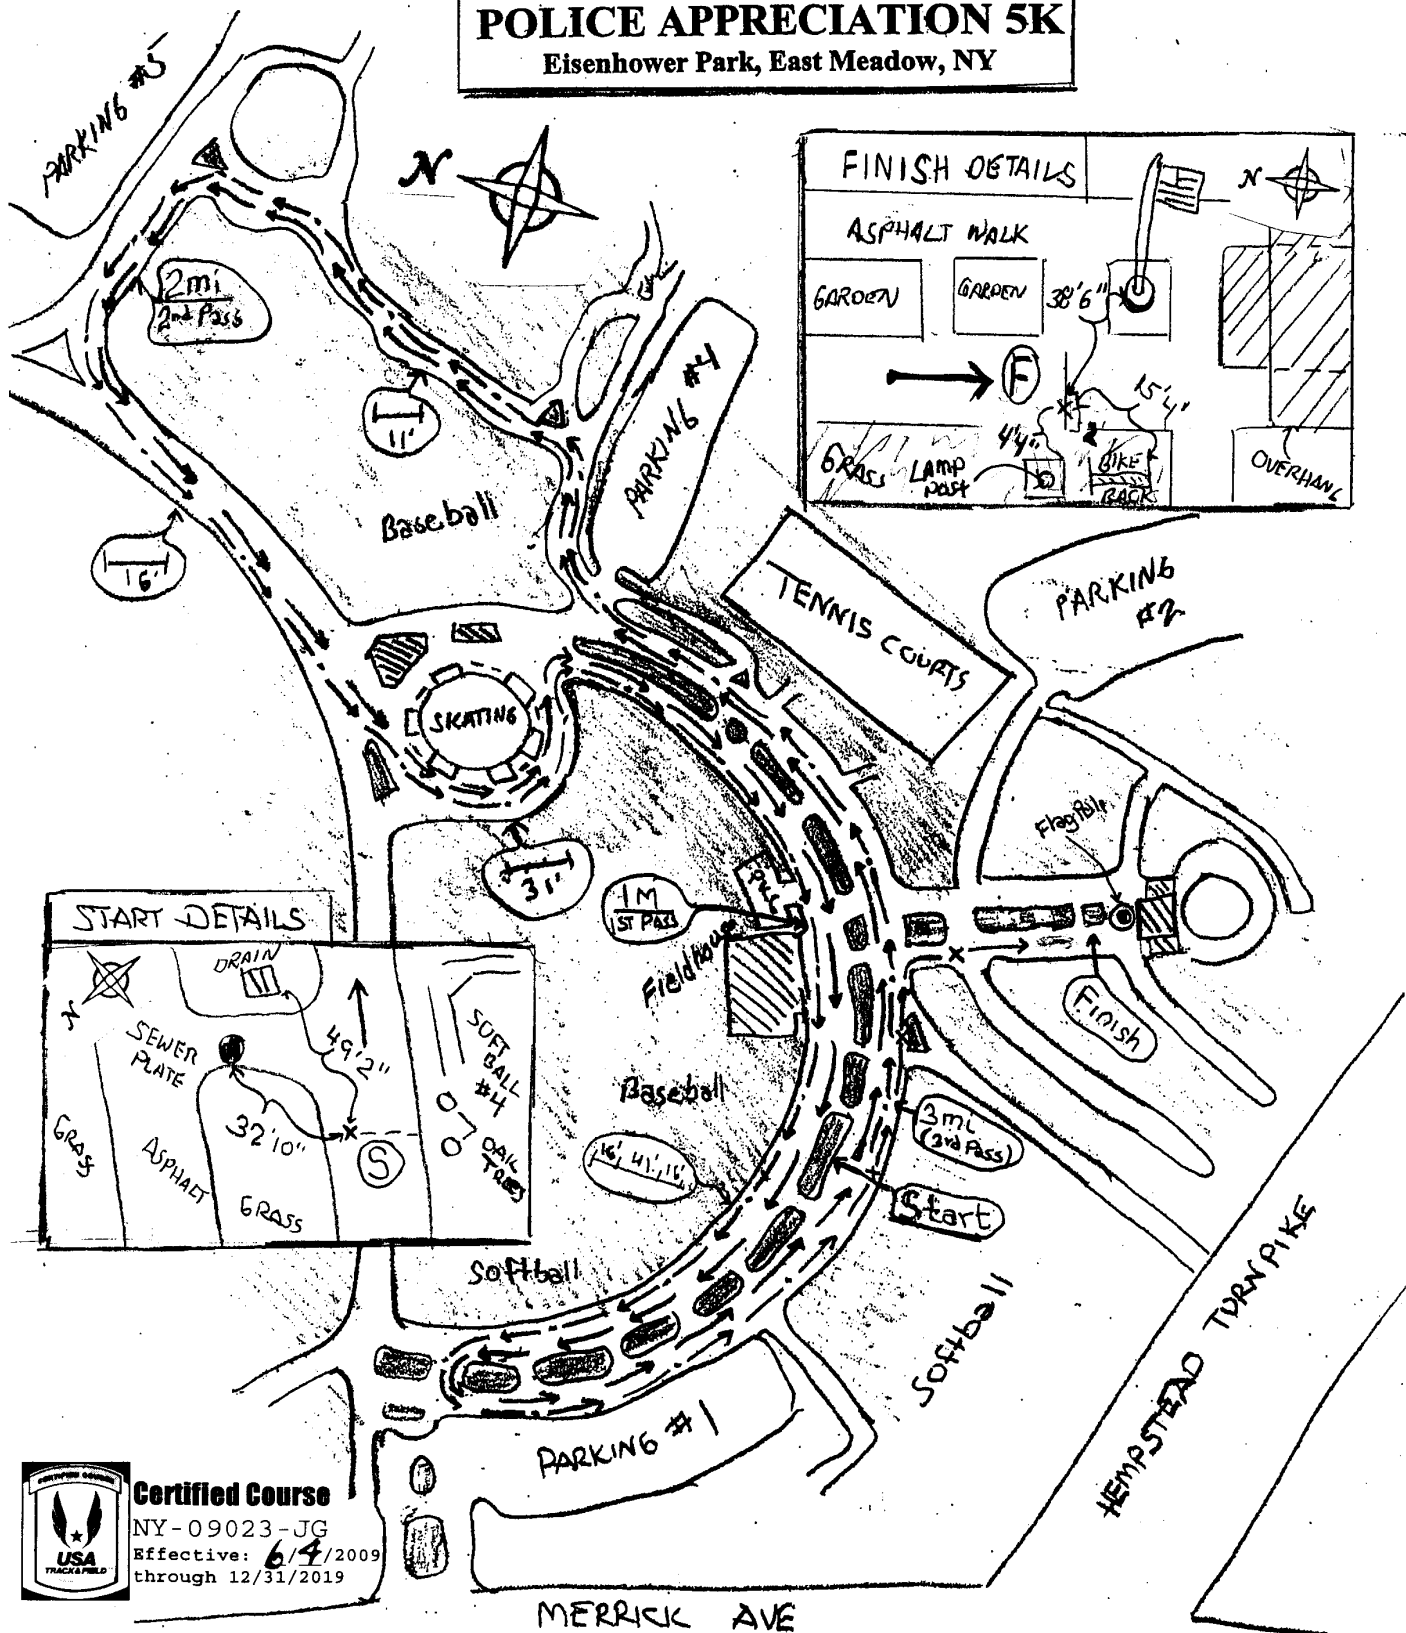 POLICE APPRECIATION 5K
Eisenhower Park, East Meadow, NY
PARKING #5
N
FINISH DETAILS
N
ASPHALT WALK
GARDEN
GARDEN
38'6"
F
15'4"
4'4"
2'
GRASS
LAMP
POST
BIKE
RACK
OVERHANG
2mi
2nd Pass
11'
PARKING #4
Baseball
16'
TENNIS COURTS
PARKING
#2
SKATING
Flag Pole
31'
1M
1ST Pass
Fieldhouse
Finish
START DETAILS
DRAIN
N
SEWER
PLATE
49'2"
SOFT
BALL
#4
32'10"
GRASS
ASPHALT
GRASS
S
OAK
TREES
Baseball
3mi
(3rd Pass)
16' 41' 16'
Start
Softball
Softball
HEMPSTEAD TURNPIKE
PARKING #1
CERTIFIED COURSE
USA
TRACK & FIELD
Certified Course
NY-09023-JG
Effective: 6/4/2009
through 12/31/2019
MERRICK AVE